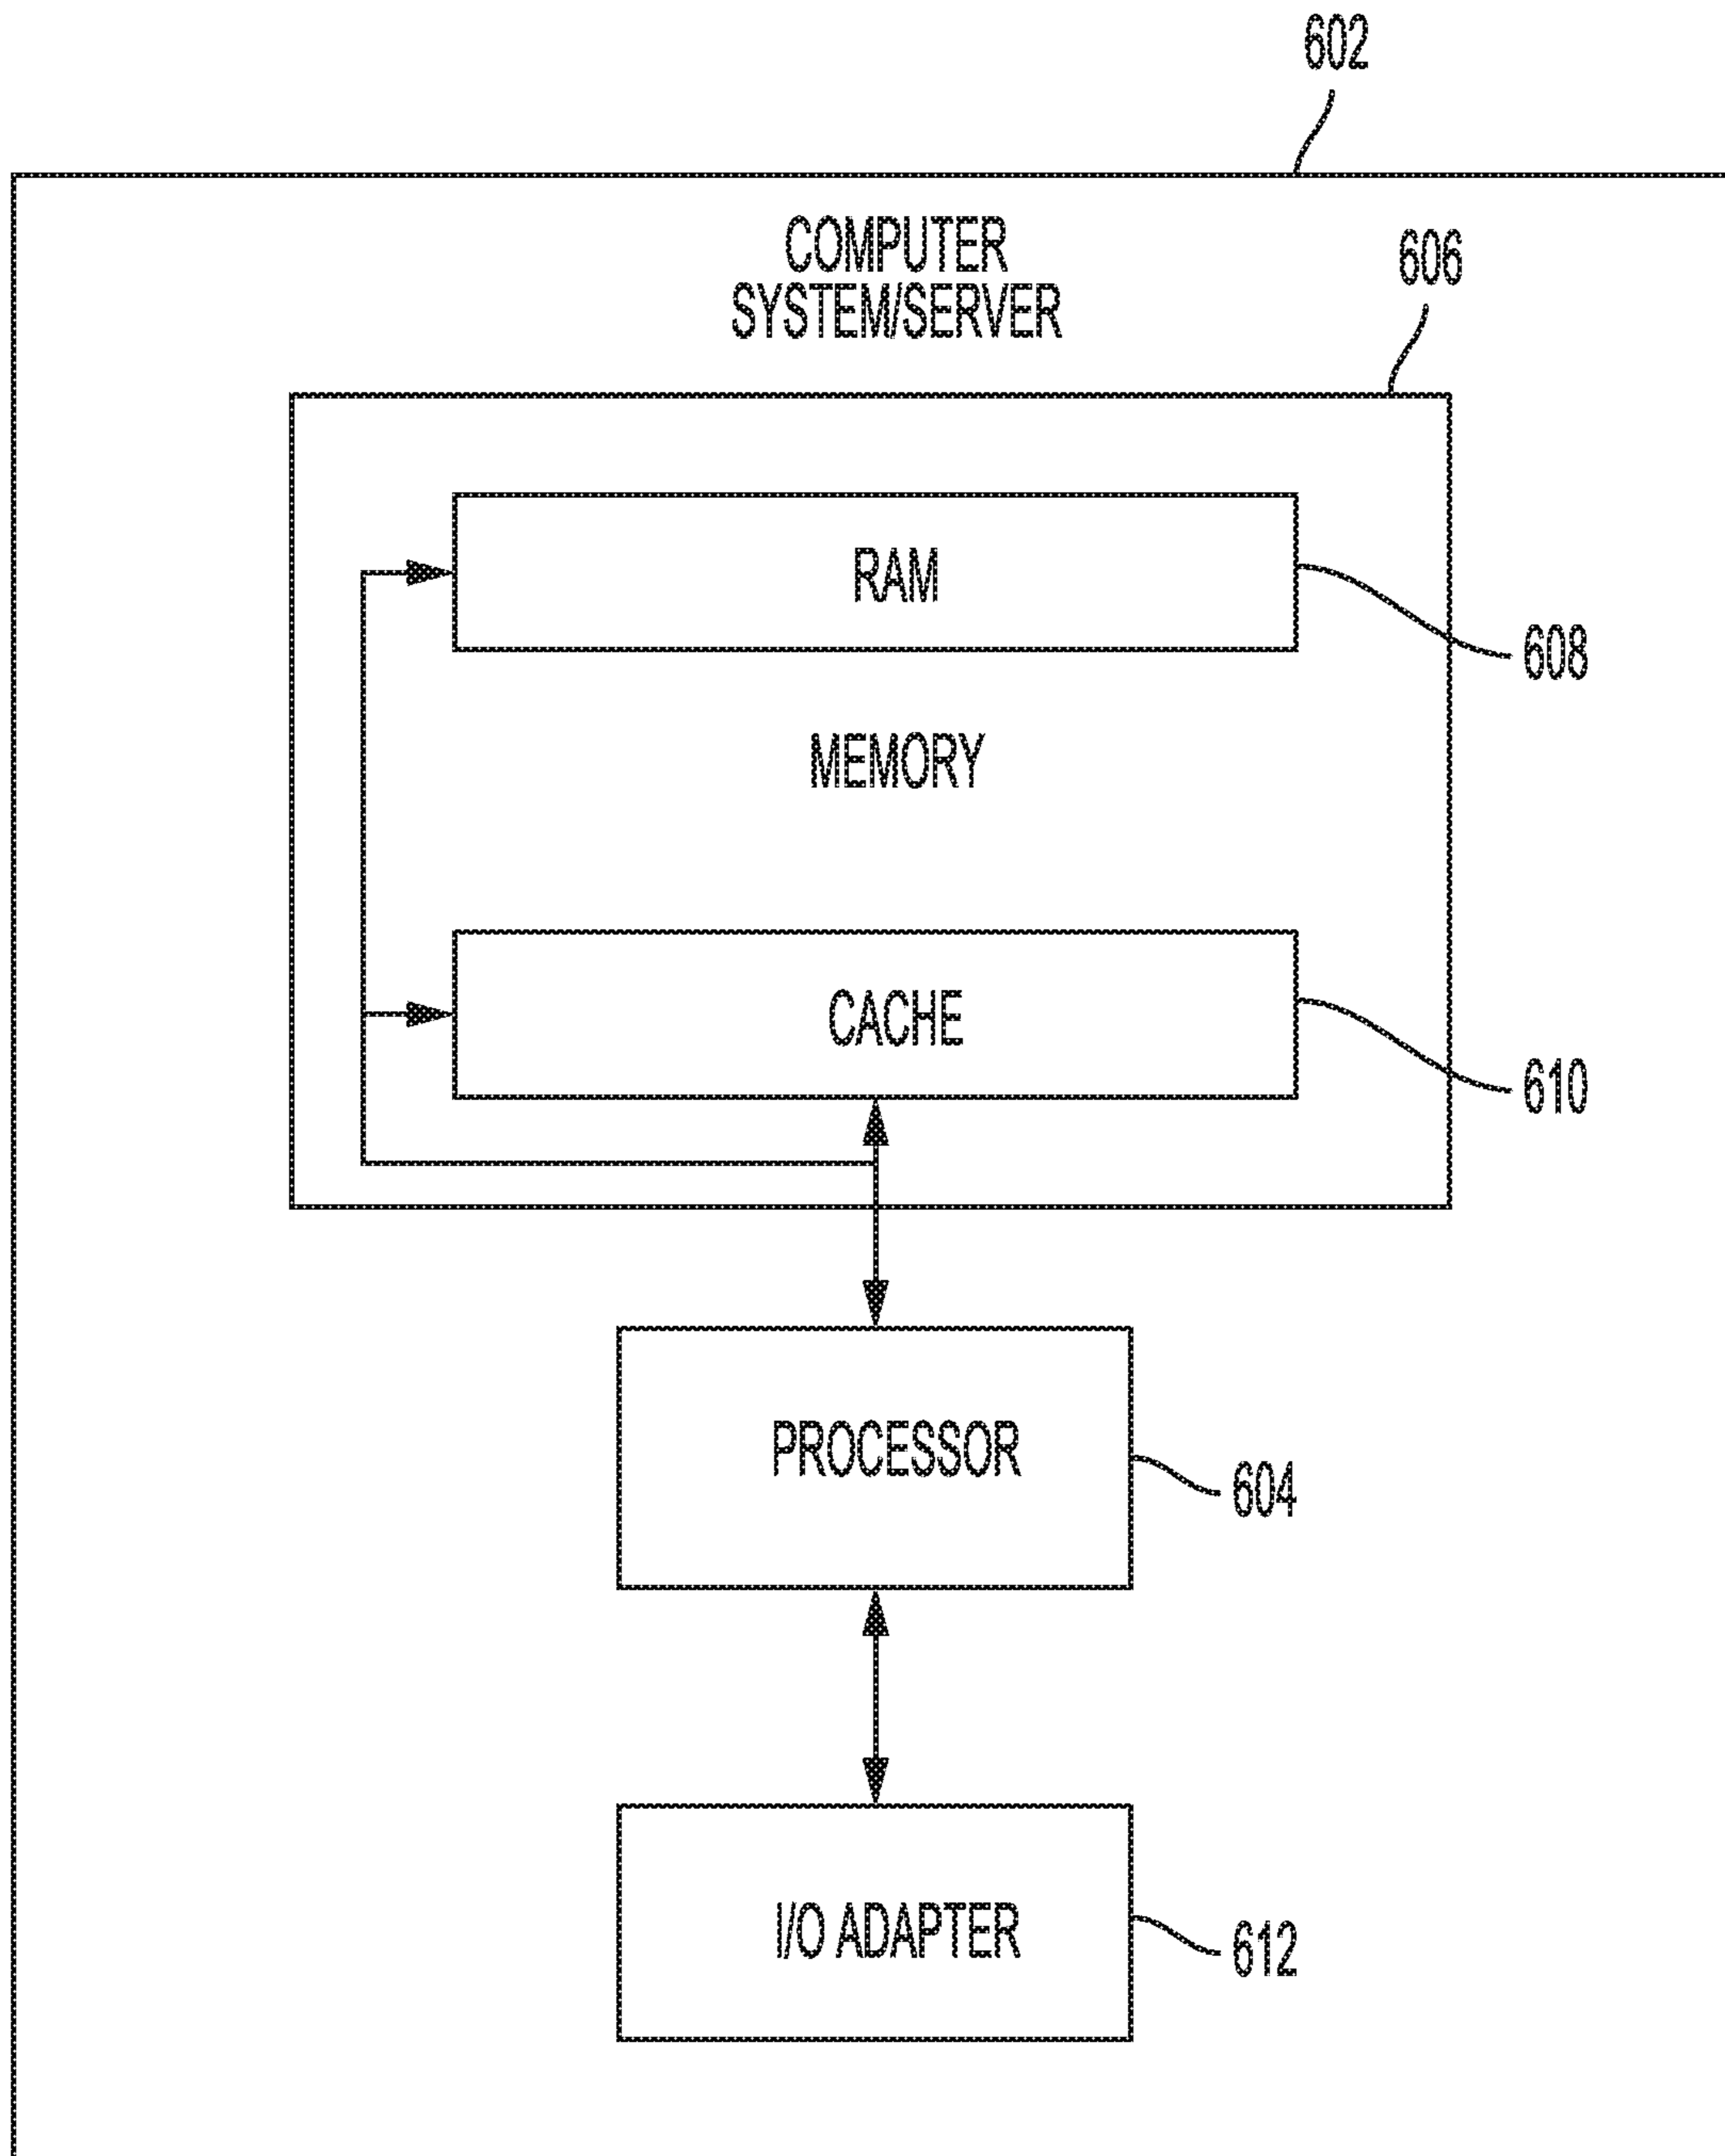 602
COMPUTER
SYSTEM/SERVER
606
RAM
608
MEMORY
CACHE
610
PROCESSOR
604
I/O ADAPTER
612